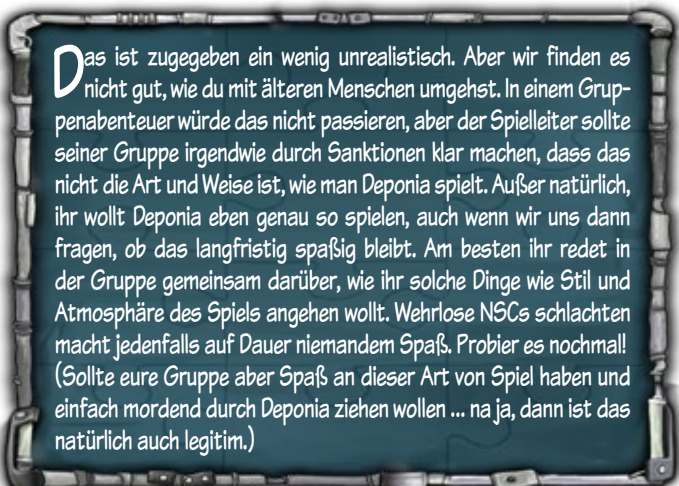 Das ist zugegeben ein wenig unrealistisch. Aber wir finden es
nicht gut, wie du mit älteren Menschen umgehst. In einem Grup-
penabenteuer würde das nicht passieren, aber der Spielleiter sollte
seiner Gruppe irgendwie durch Sanktionen klar machen, dass das
nicht die Art und Weise ist, wie man Deponia spielt. Außer natürlich,
ihr wollt Deponia eben genau so spielen, auch wenn wir uns dann
fragen, ob das langfristig spaßig bleibt. Am besten ihr redet in
der Gruppe gemeinsam darüber, wie ihr solche Dinge wie Stil und
Atmosphäre des Spiels angehen wollt. Wehrlose NSCs schlachten
macht jedenfalls auf Dauer niemandem Spaß. Probier es nochmal!
(Sollte eure Gruppe aber Spaß an dieser Art von Spiel haben und
einfach mordend durch Deponia ziehen wollen ... na ja, dann ist das
natürlich auch legitim.)